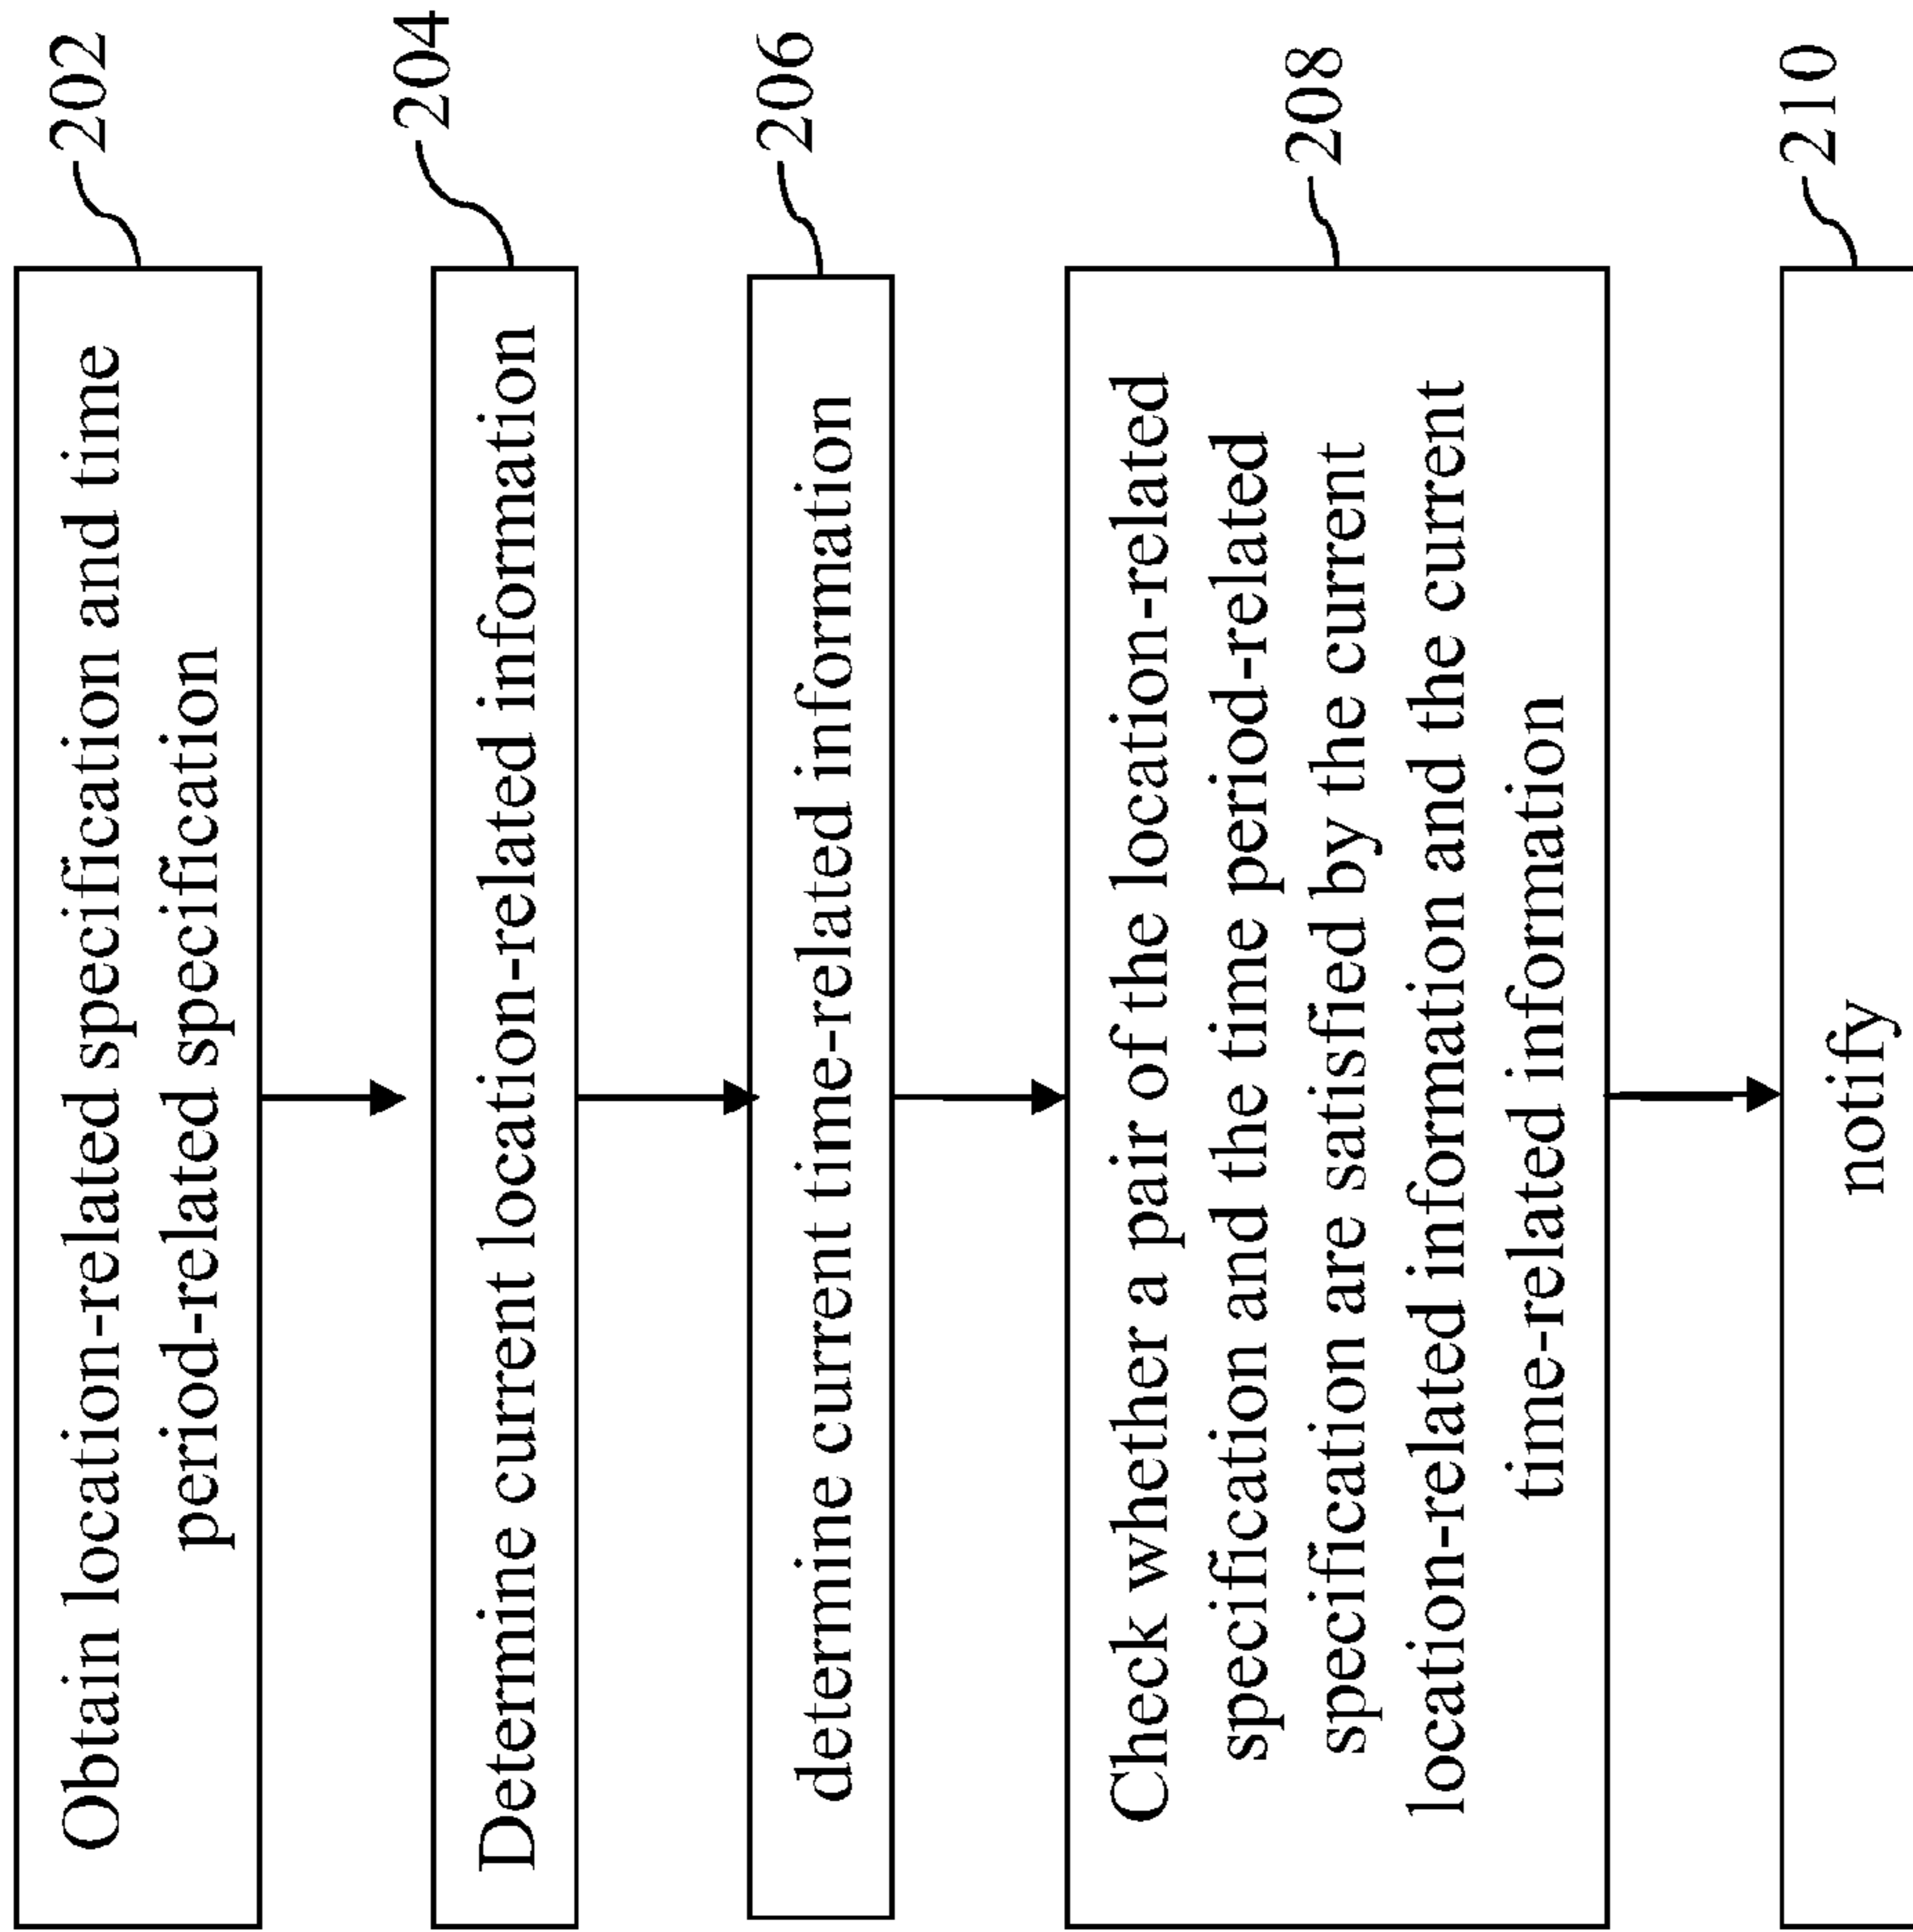 Obtain location-related specification and time
period-related specification
202
Determine current location-related information
204
determine current time-related information
206
Check whether a pair of the location-related
specification and the time period-related
specification are satisfied by the current
location-related information and the current
time-related information
208
notify
210